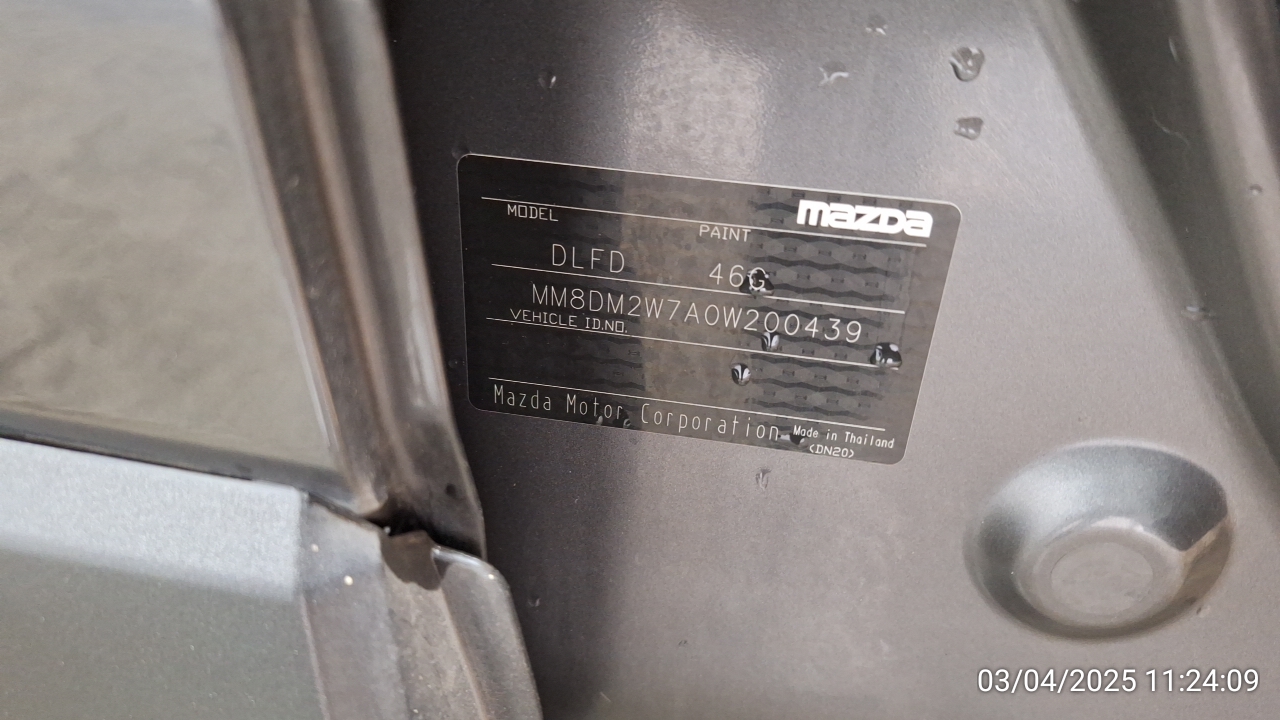 mazda
MODEL PAINT
DLFD 46G
MM8DM2W7A0W200439
VEHICLE ID.NO.
Mazda Motor Corporation Made in Thailand
<DN20>
03/04/2025 11:24:09